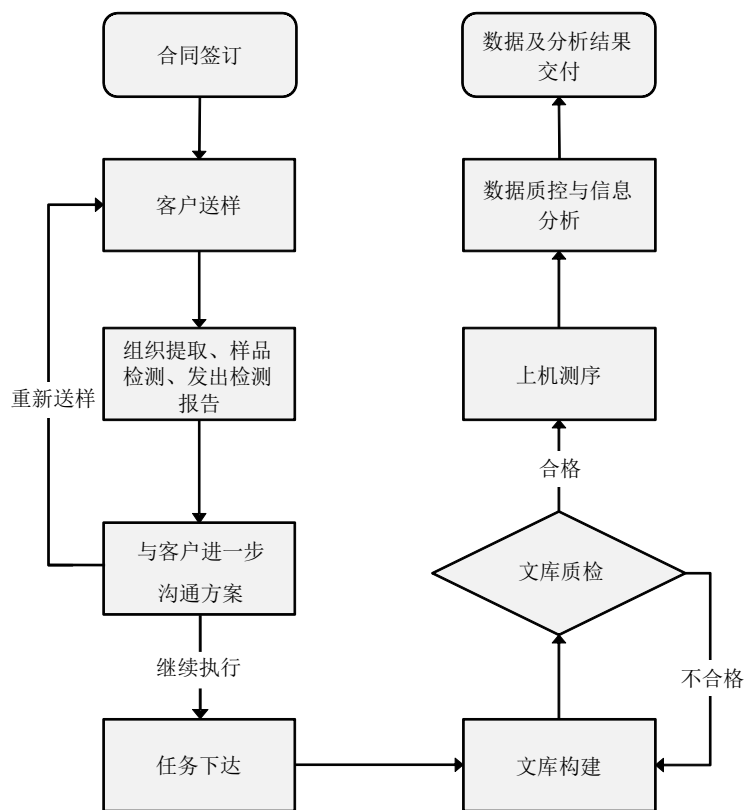 合同签订
客户送样
组织提取、样品
检测、发出检测
报告
重新送样
与客户进一步
沟通方案
继续执行
任务下达
数据及分析结果
交付
数据质控与信息
分析
上机测序
合格
文库质检
不合格
文库构建